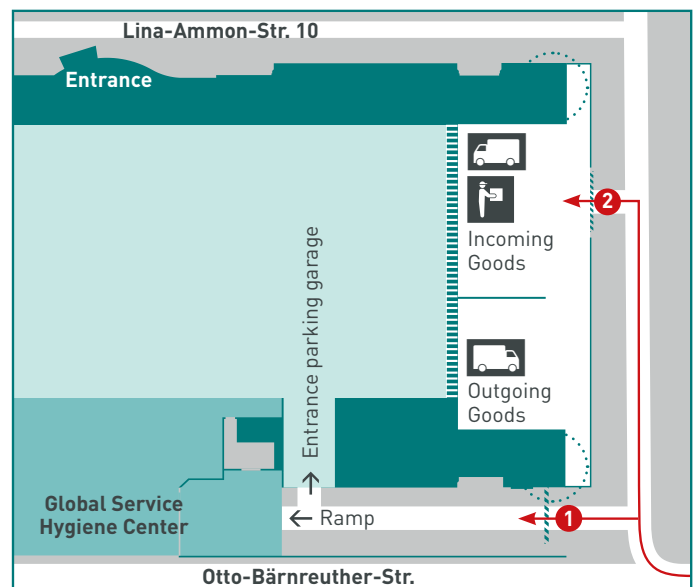 Lina-Ammon-Str. 10
Entrance
2
Incoming
Goods
Entrance parking garage
Outgoing
Goods
Global Service
Hygiene Center
Ramp
1
Otto-Bärnreuther-Str.